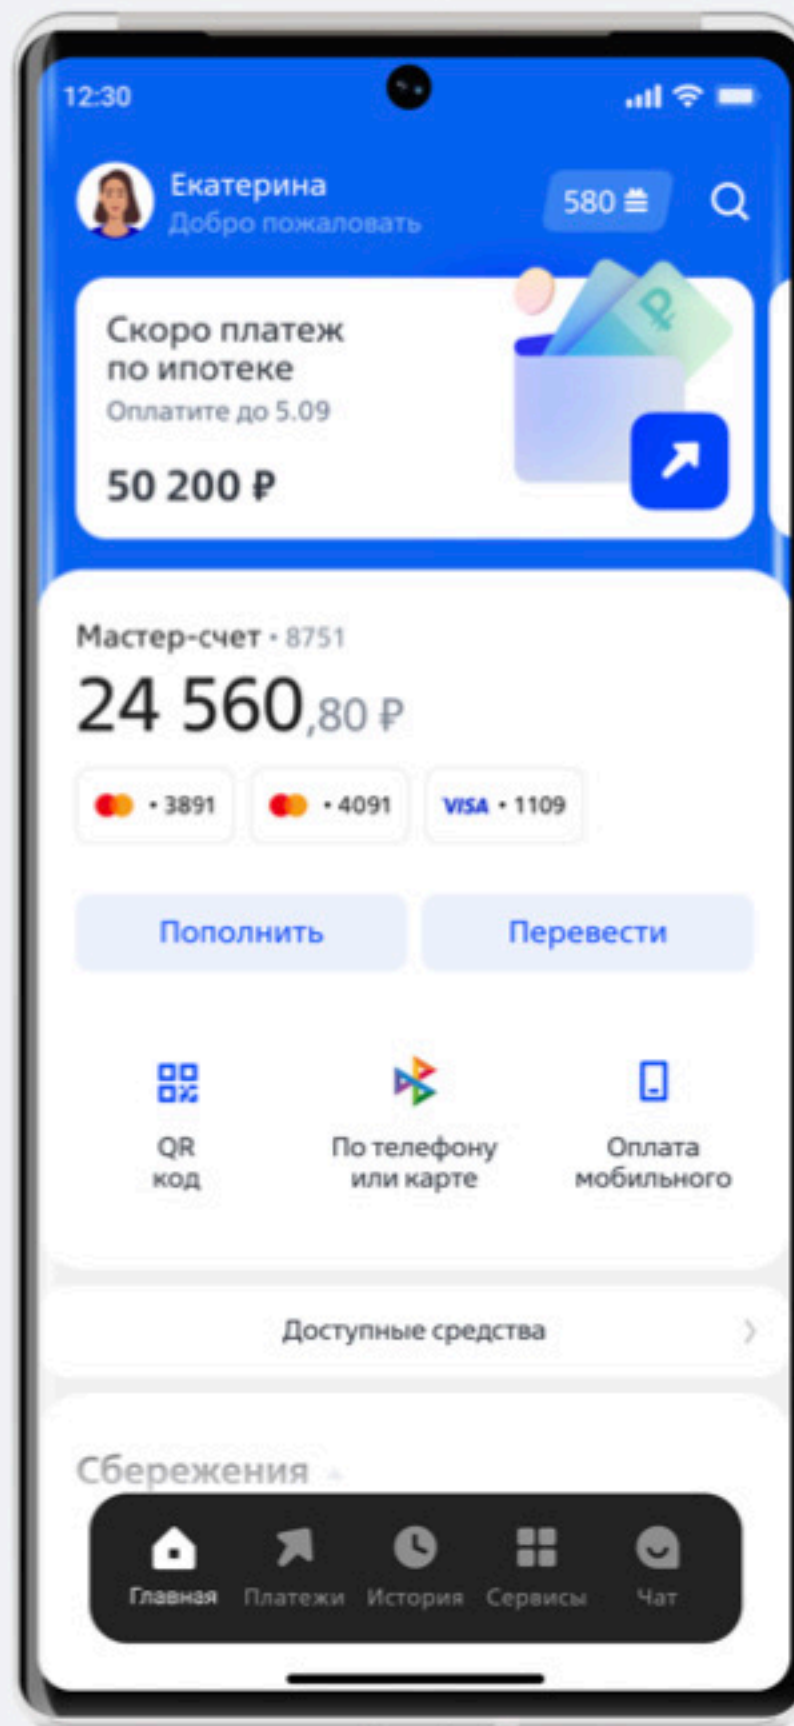 12:30
Екатерина
Добро пожаловать
580
Скоро платеж
по ипотеке
Оплатите до 5.09
50 200 ₽
₽
Мастер-счет • 8751
24 560,80 ₽
• 3891
• 4091
VISA • 1109
Пополнить
Перевести
QR
код
По телефону
или карте
Оплата
мобильного
Доступные средства
Сбережения
Главная
Платежи
История
Сервисы
Чат